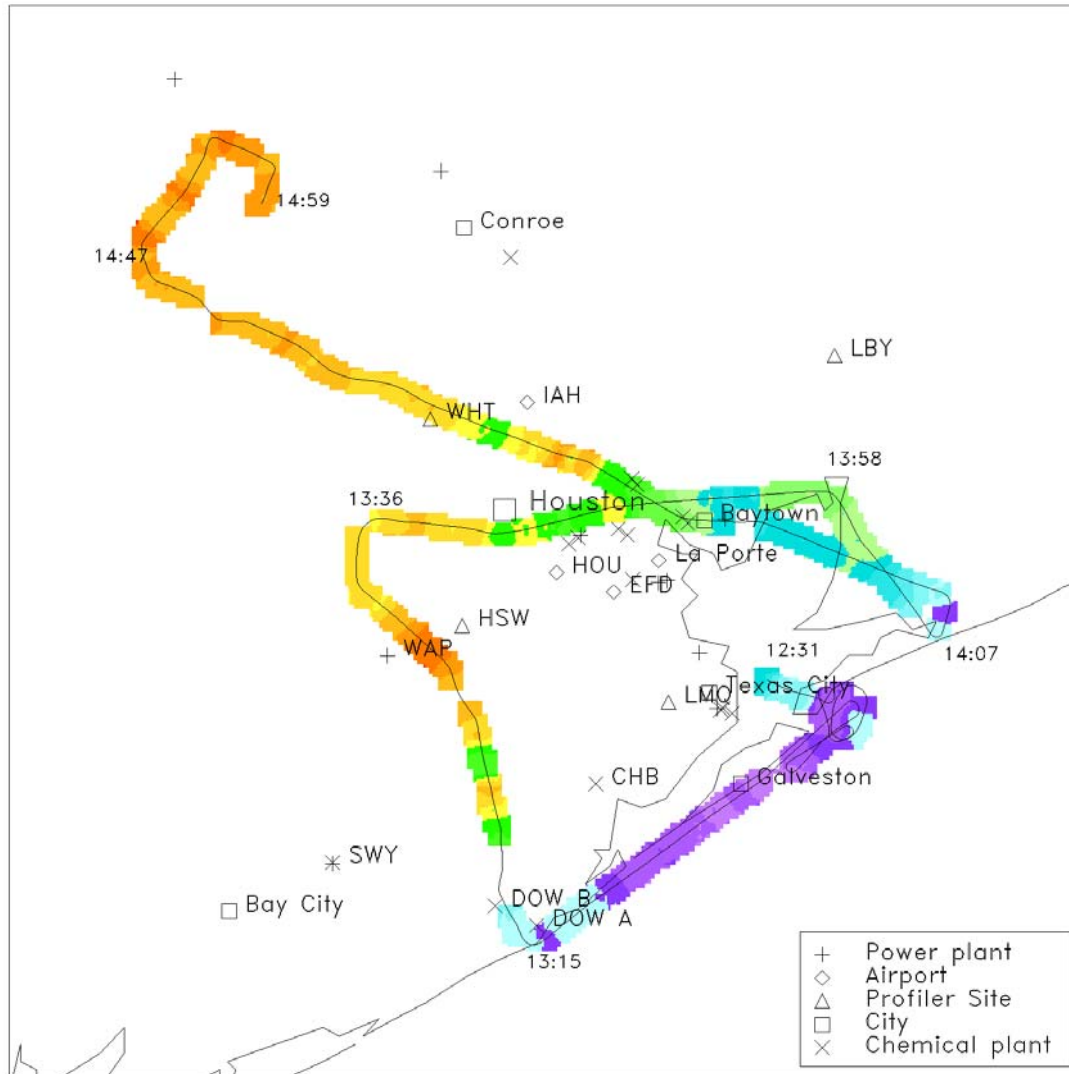 14:59
Conroe
14:47
LBY
IAH
WHT
13:58
13:36
Houston
Baytown
La Porte
HOU
EFD
HSW
WAP
12:31
14:07
Texas City
LMQ
CHB
Galveston
SWY
Bay City
DOW B
DOW A
13:15
Power plant
Airport
Profiler Site
City
Chemical plant